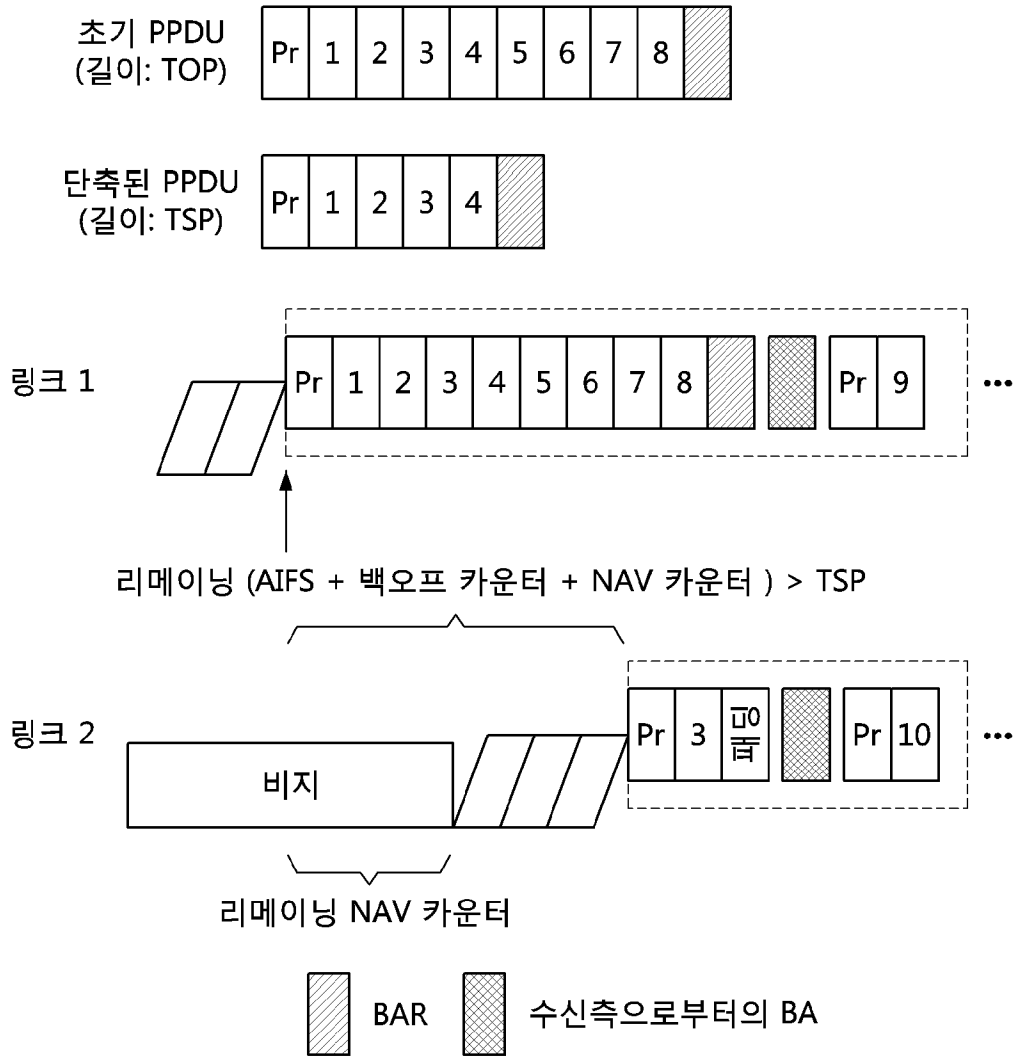 초기 PPDU
(길이: TOP)
Pr 1 2 3 4 5 6 7 8
단축된 PPDU
(길이: TSP)
Pr 1 2 3 4
링크 1
Pr 1 2 3 4 5 6 7 8
Pr 9
...
리메이닝 (AIFS + 백오프 카운터 + NAV 카운터 ) > TSP
링크 2
비지
Pr 3 패딩
Pr 10
...
리메이닝 NAV 카운터
BAR
수신측으로부터의 BA